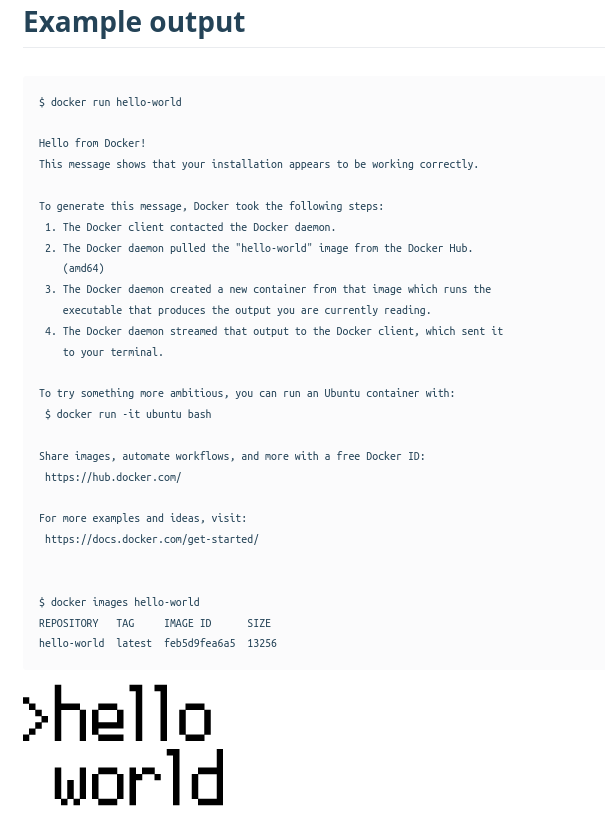 Example output
$ docker run hello-world
Hello from Docker!
This message shows that your installation appears to be working correctly.
To generate this message, Docker took the following steps:
1. The Docker client contacted the Docker daemon.
2. The Docker daemon pulled the "hello-world" image from the Docker Hub.
(amd64)
3. The Docker daemon created a new container from that image which runs the
executable that produces the output you are currently reading.
4. The Docker daemon streamed that output to the Docker client, which sent it
to your terminal.
To try something more ambitious, you can run an Ubuntu container with:
$ docker run -it ubuntu bash
Share images, automate workflows, and more with a free Docker ID:
https://hub.docker.com/
For more examples and ideas, visit:
https://docs.docker.com/get-started/
$ docker images hello-world
REPOSITORY TAG IMAGE ID SIZE
hello-world latest feb5d9fea6a5 13256
>hello
world